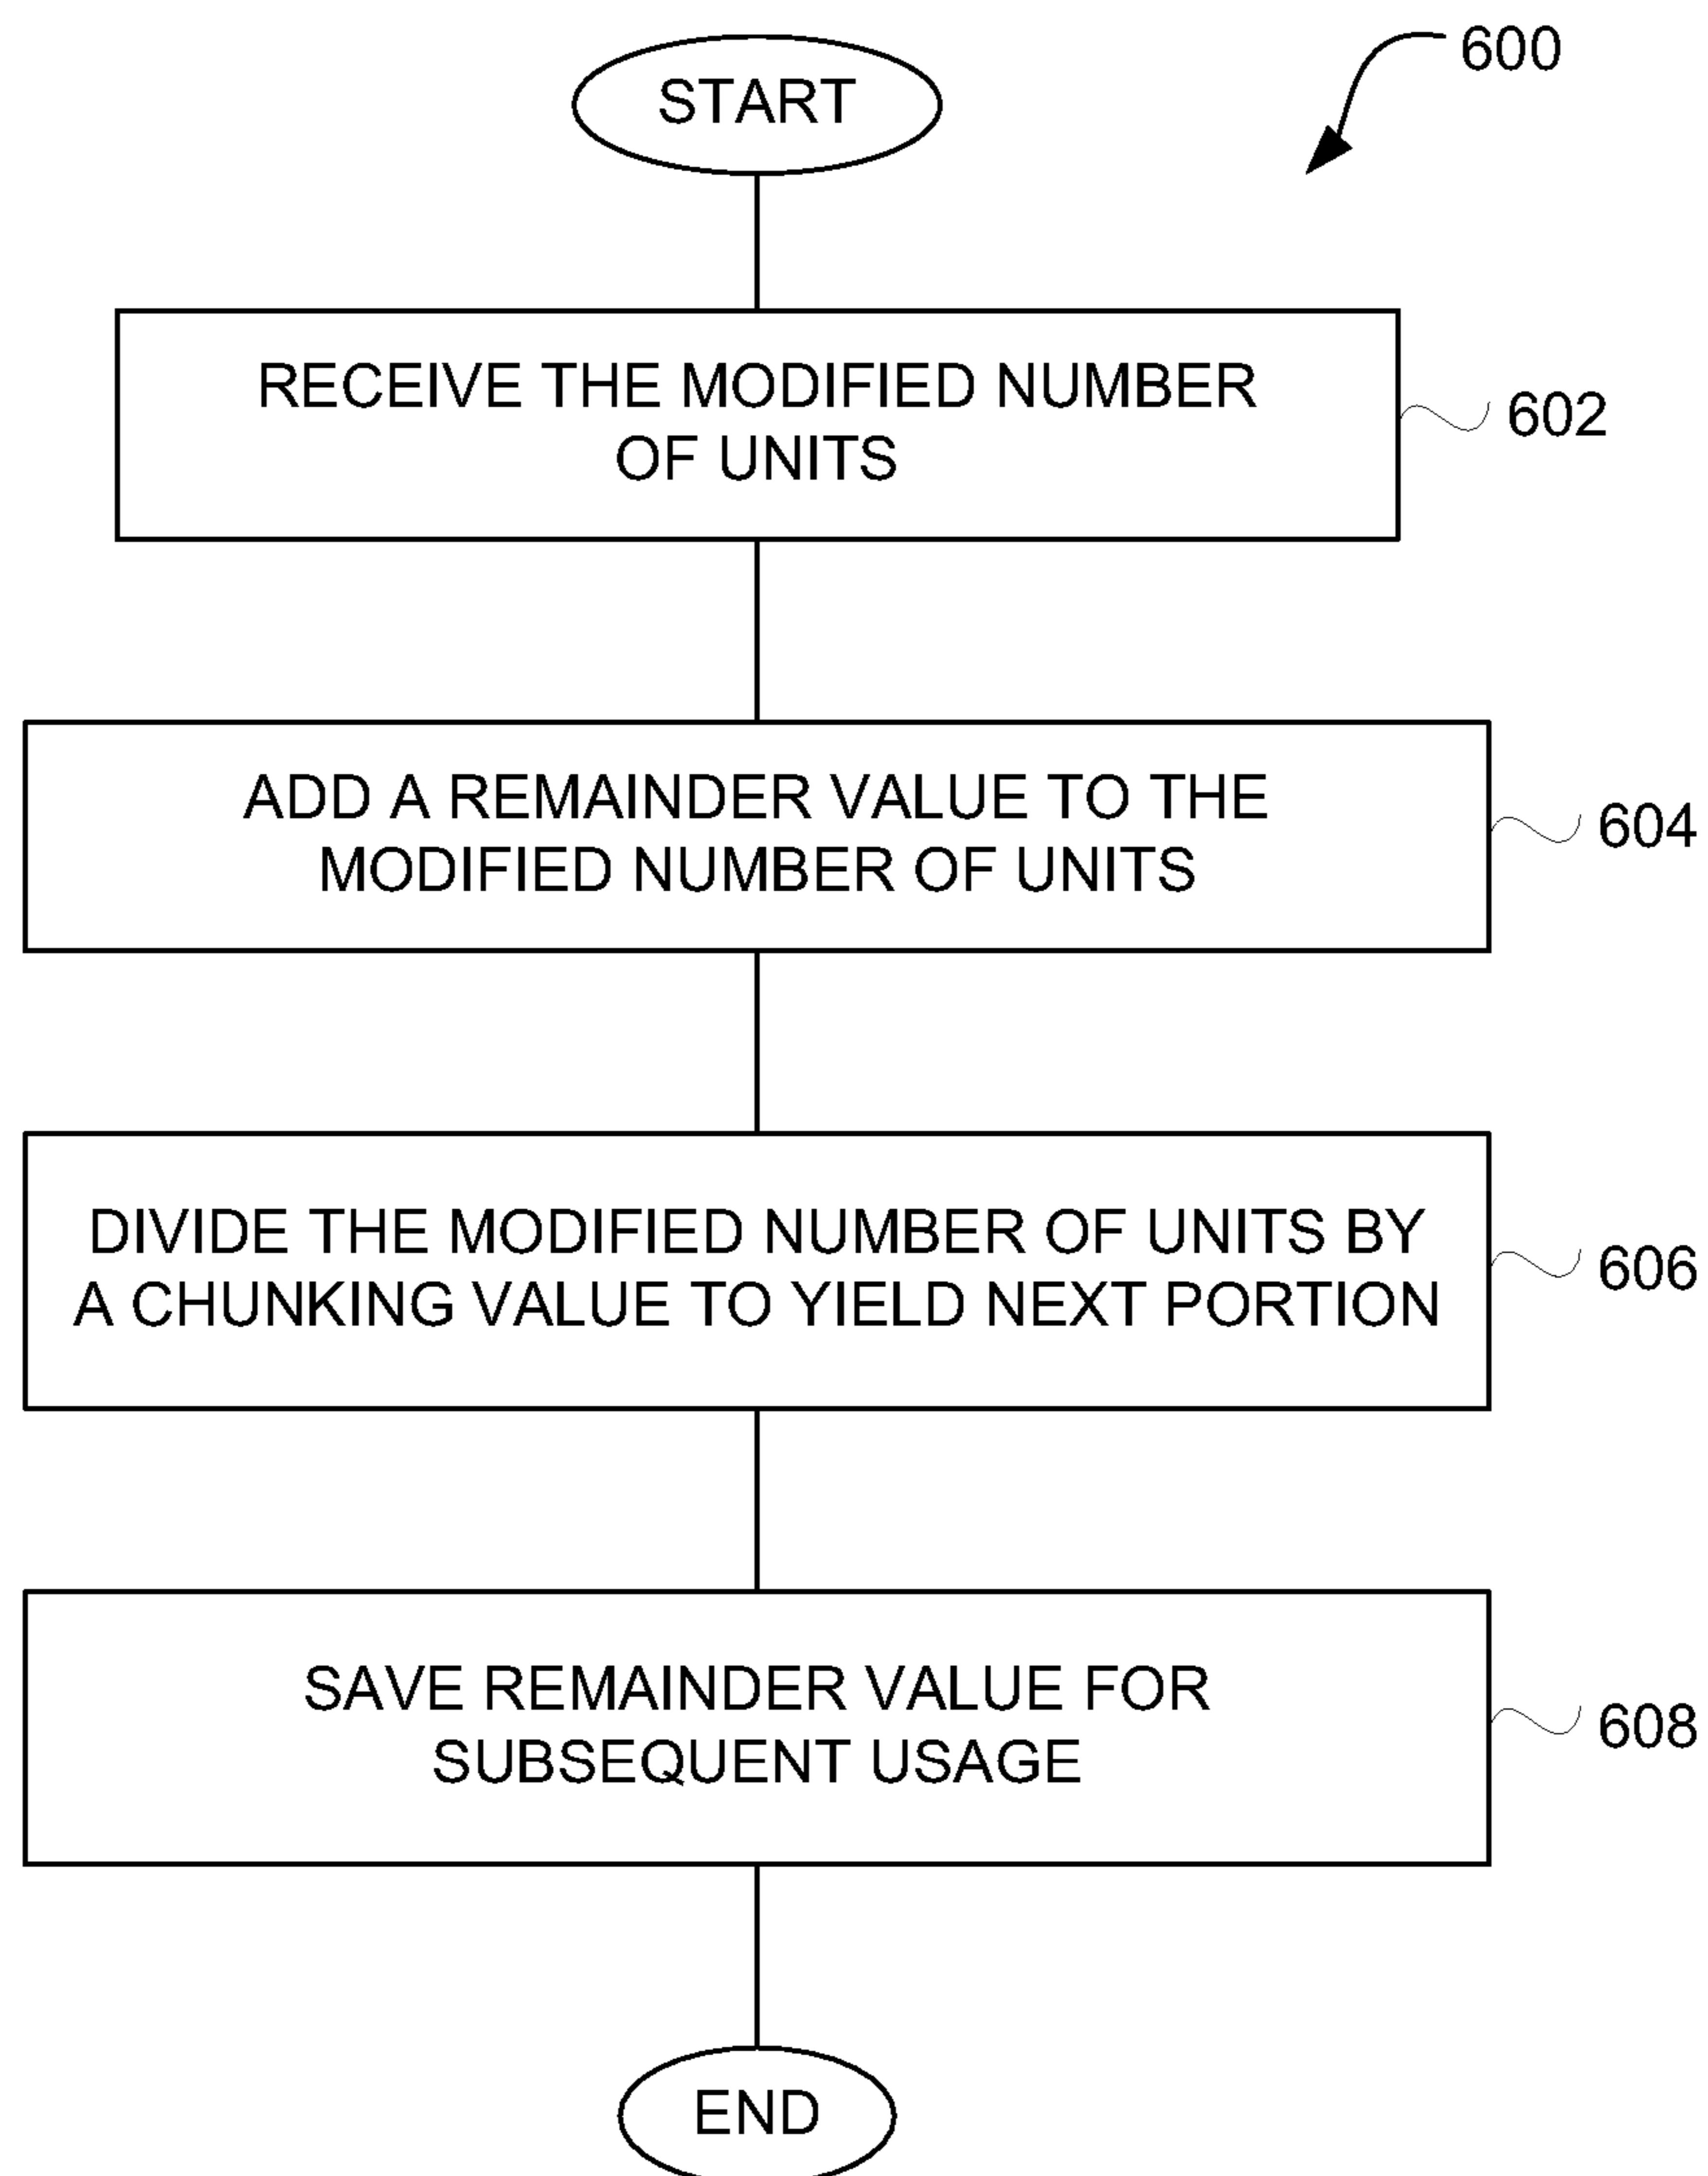 START
600
RECEIVE THE MODIFIED NUMBER
OF UNITS
602
ADD A REMAINDER VALUE TO THE
MODIFIED NUMBER OF UNITS
604
DIVIDE THE MODIFIED NUMBER OF UNITS BY
A CHUNKING VALUE TO YIELD NEXT PORTION
606
SAVE REMAINDER VALUE FOR
SUBSEQUENT USAGE
608
END